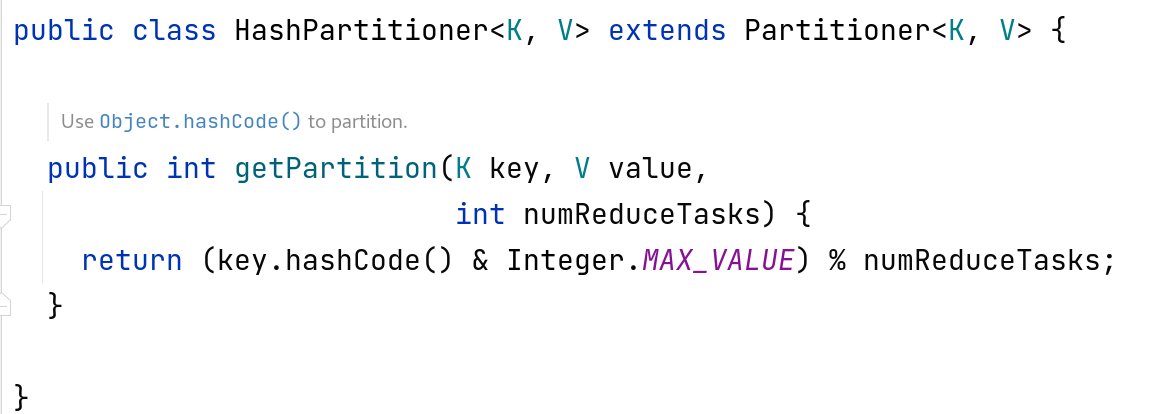 public class HashPartitioner<K, V> extends Partitioner<K, V> {
Use Object.hashCode() to partition.
public int getPartition(K key, V value,
int numReduceTasks) {
return (key.hashCode() & Integer.MAX_VALUE) % numReduceTasks;
}
}